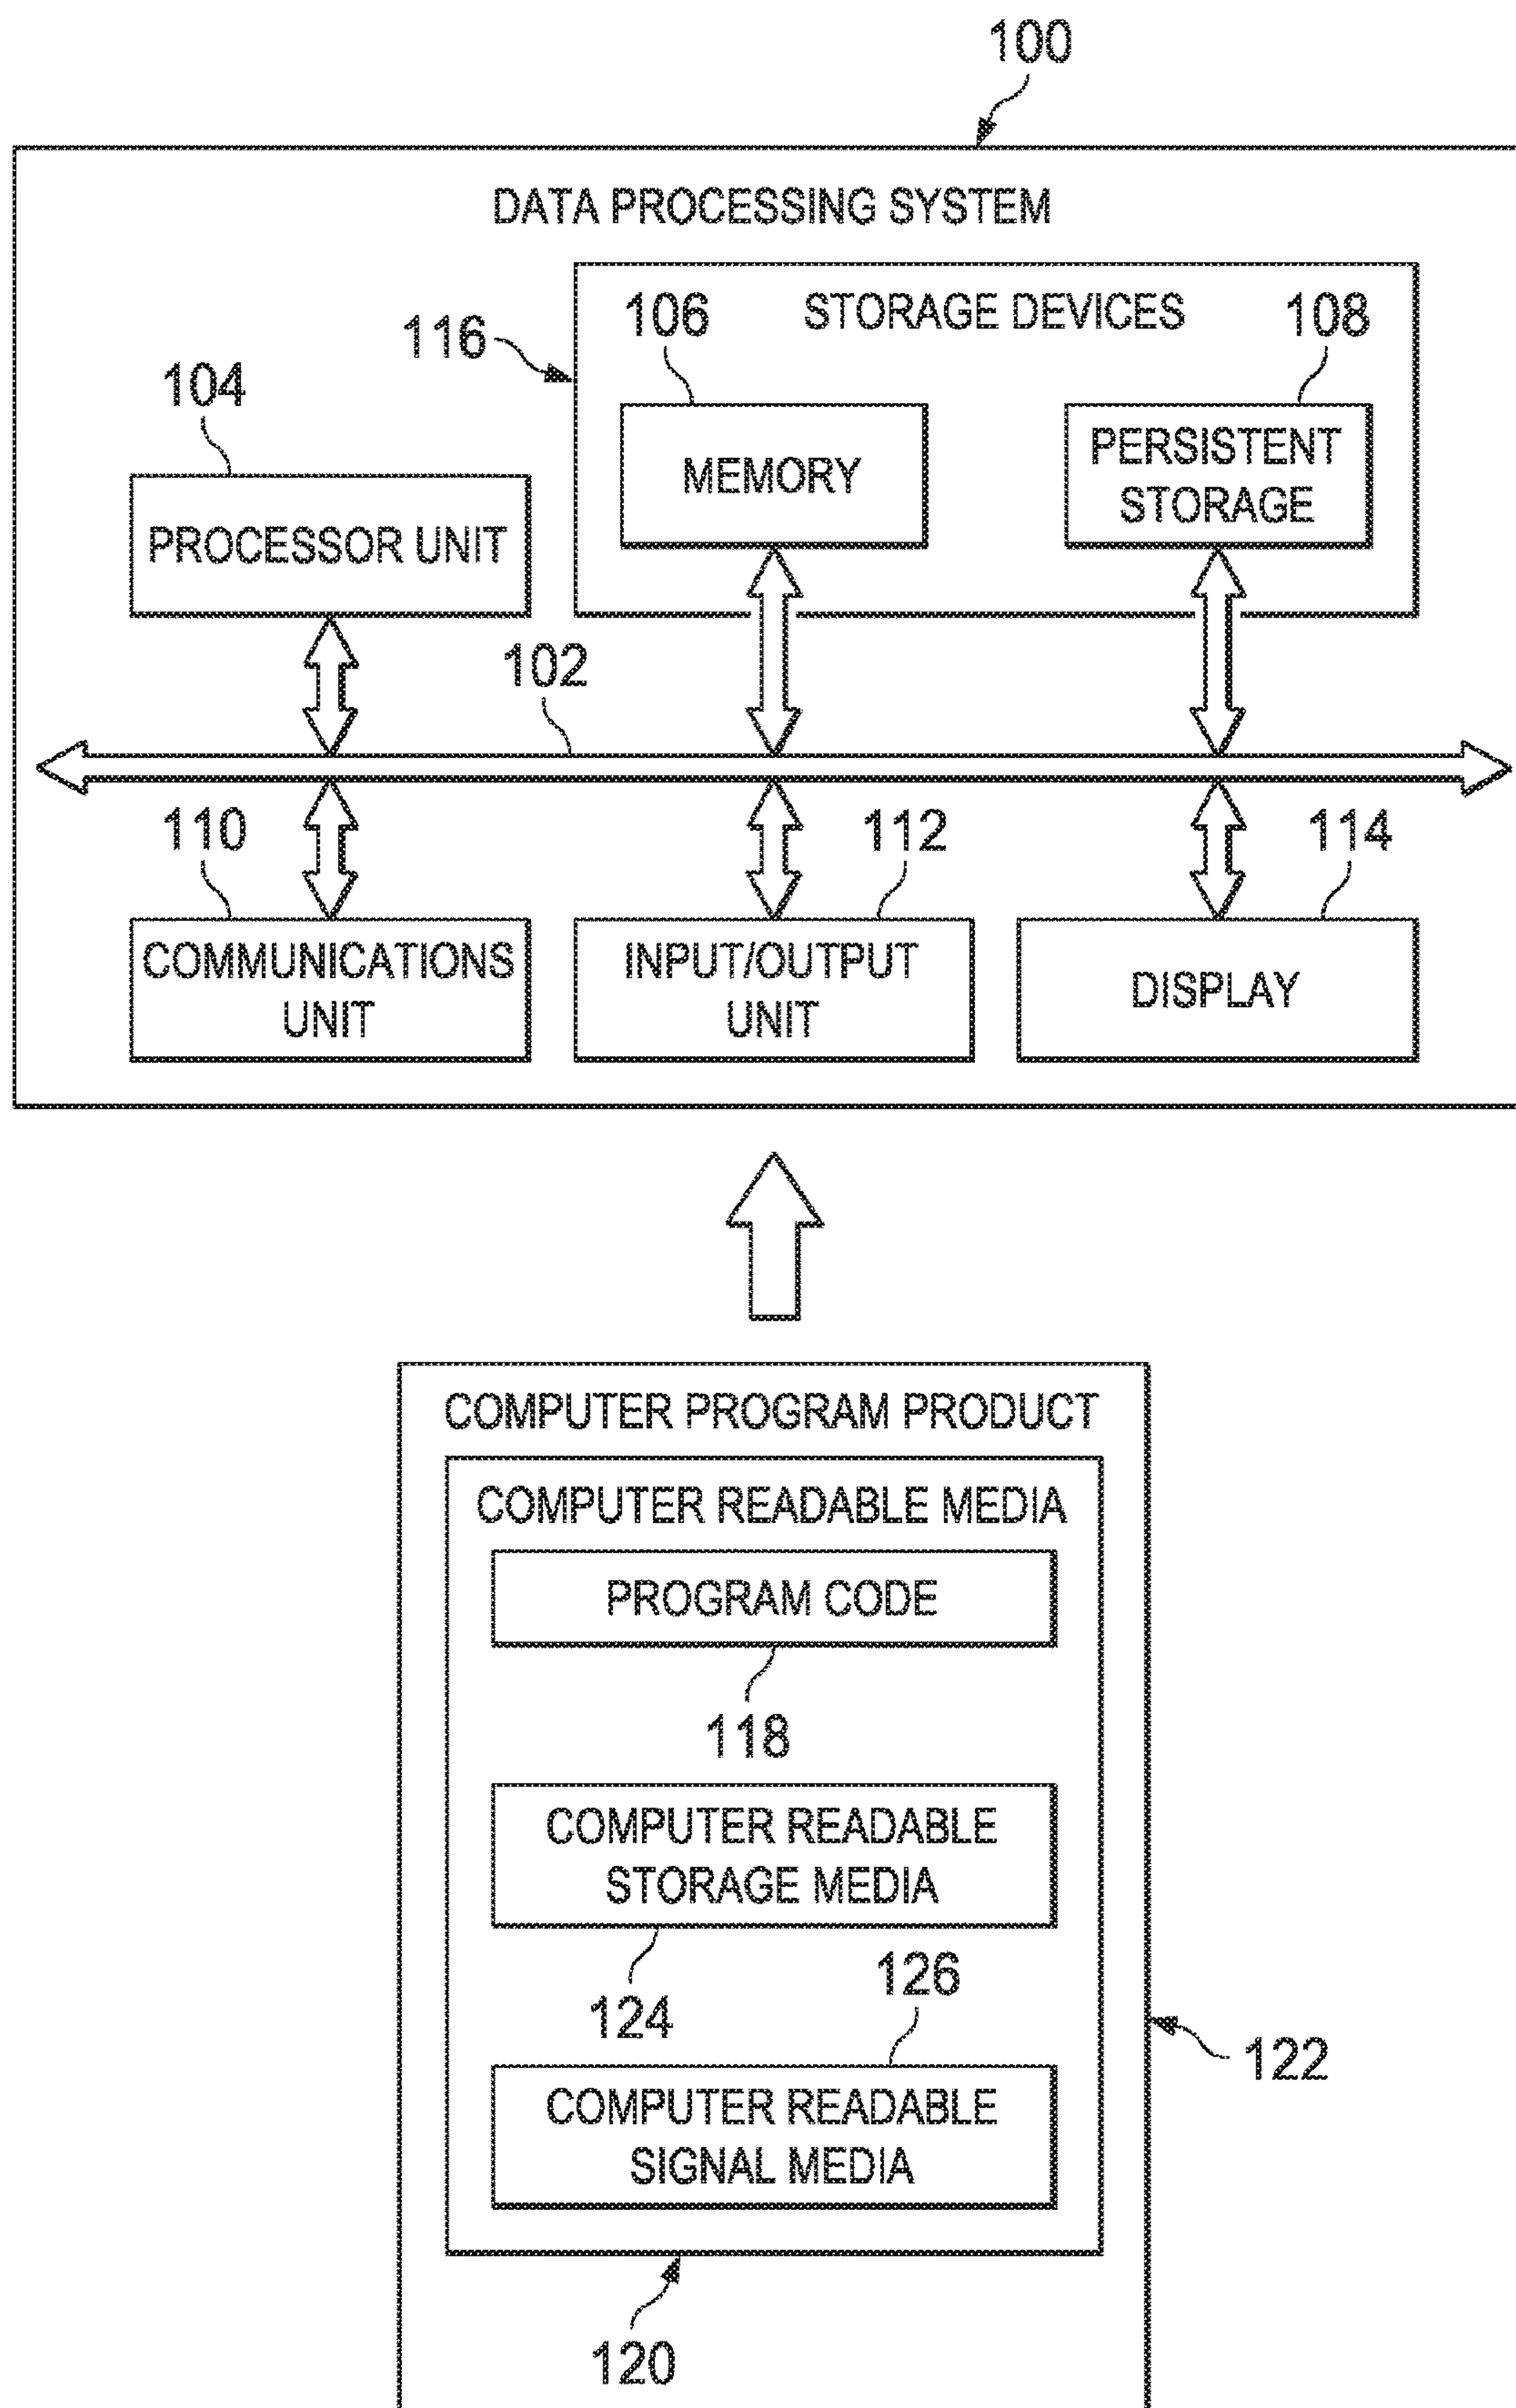 100
DATA PROCESSING SYSTEM
STORAGE DEVICES
116
106
108
104
MEMORY
PERSISTENT
STORAGE
PROCESSOR UNIT
102
110
112
114
COMMUNICATIONS
UNIT
INPUT/OUTPUT
UNIT
DISPLAY
COMPUTER PROGRAM PRODUCT
COMPUTER READABLE MEDIA
PROGRAM CODE
118
COMPUTER READABLE
STORAGE MEDIA
124
126
122
COMPUTER READABLE
SIGNAL MEDIA
120